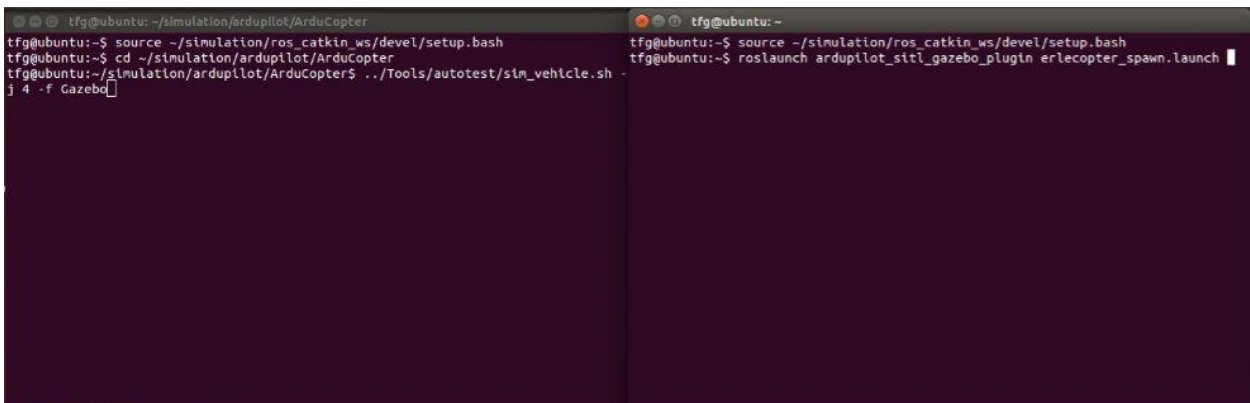 tfg@ubuntu: ~/simulation/ardupilot/ArduCopter
tfg@ubuntu:~$ source ~/simulation/ros_catkin_ws/devel/setup.bash
tfg@ubuntu:~$ cd ~/simulation/ardupilot/ArduCopter
tfg@ubuntu:~/simulation/ardupilot/ArduCopter$ ../Tools/autotest/sim_vehicle.sh -
j 4 -f Gazebo
tfg@ubuntu: ~
tfg@ubuntu:~$ source ~/simulation/ros_catkin_ws/devel/setup.bash
tfg@ubuntu:~$ roslaunch ardupilot_sitl_gazebo_plugin erlecopter_spawn.launch